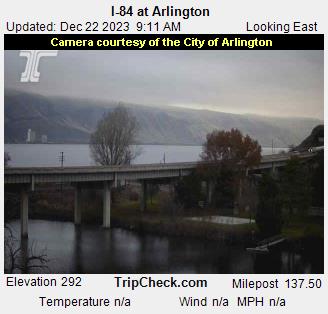 I-84 at Arlington
Updated: Dec 22 2023 9:11 AM Looking East
Camera courtesy of the City of Arlington
Elevation 292 TripCheck.com Milepost 137.50
Temperature n/a Wind n/a MPH n/a